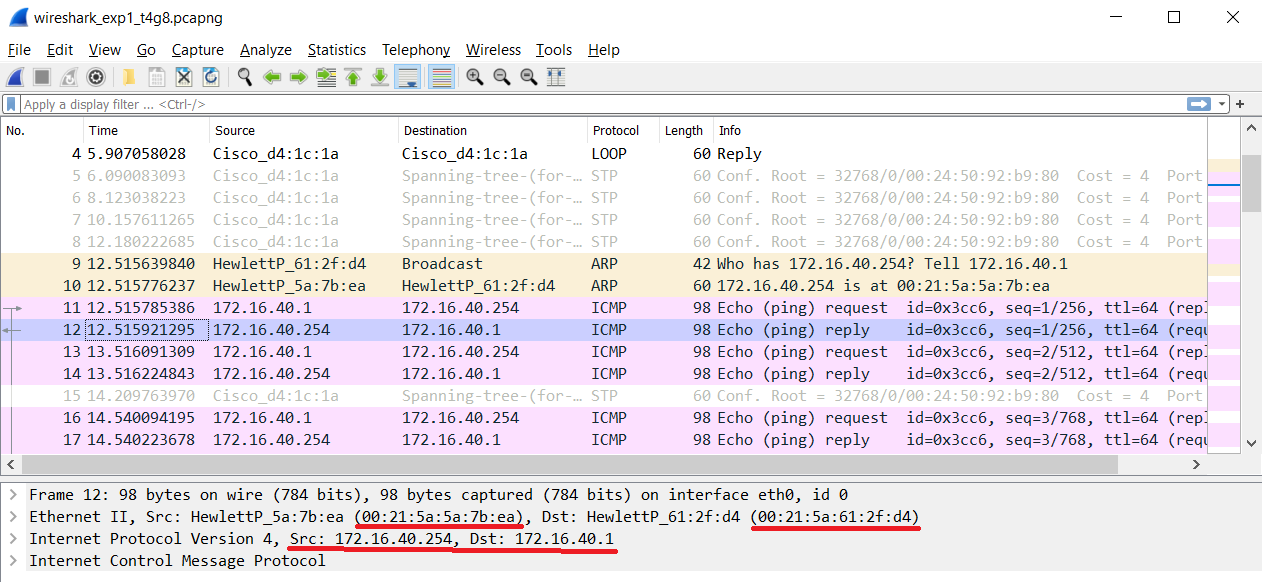 wireshark_exp1_t4g8.pcapng
File Edit View Go Capture Analyze Statistics Telephony Wireless Tools Help
Apply a display filter ... <Ctrl-/>
No. Time Source Destination Protocol Length Info
4 5.907058028 Cisco_d4:1c:1a Cisco_d4:1c:1a LOOP 60 Reply
5 6.090083093 Cisco_d4:1c:1a Spanning-tree-(for-… STP 60 Conf. Root = 32768/0/00:24:50:92:b9:80 Cost = 4 Port
6 8.123038223 Cisco_d4:1c:1a Spanning-tree-(for-… STP 60 Conf. Root = 32768/0/00:24:50:92:b9:80 Cost = 4 Port
7 10.157611265 Cisco_d4:1c:1a Spanning-tree-(for-… STP 60 Conf. Root = 32768/0/00:24:50:92:b9:80 Cost = 4 Port
8 12.180222685 Cisco_d4:1c:1a Spanning-tree-(for-… STP 60 Conf. Root = 32768/0/00:24:50:92:b9:80 Cost = 4 Port
9 12.515639840 HewlettP_61:2f:d4 Broadcast ARP 42 Who has 172.16.40.254? Tell 172.16.40.1
10 12.515776237 HewlettP_5a:7b:ea HewlettP_61:2f:d4 ARP 60 172.16.40.254 is at 00:21:5a:5a:7b:ea
11 12.515785386 172.16.40.1 172.16.40.254 ICMP 98 Echo (ping) request id=0x3cc6, seq=1/256, ttl=64 (repl
12 12.515921295 172.16.40.254 172.16.40.1 ICMP 98 Echo (ping) reply id=0x3cc6, seq=1/256, ttl=64 (requ
13 13.516091309 172.16.40.1 172.16.40.254 ICMP 98 Echo (ping) request id=0x3cc6, seq=2/512, ttl=64 (repl
14 13.516224843 172.16.40.254 172.16.40.1 ICMP 98 Echo (ping) reply id=0x3cc6, seq=2/512, ttl=64 (requ
15 14.209763970 Cisco_d4:1c:1a Spanning-tree-(for-… STP 60 Conf. Root = 32768/0/00:24:50:92:b9:80 Cost = 4 Port
16 14.540094195 172.16.40.1 172.16.40.254 ICMP 98 Echo (ping) request id=0x3cc6, seq=3/768, ttl=64 (repl
17 14.540223678 172.16.40.254 172.16.40.1 ICMP 98 Echo (ping) reply id=0x3cc6, seq=3/768, ttl=64 (requ
Frame 12: 98 bytes on wire (784 bits), 98 bytes captured (784 bits) on interface eth0, id 0
Ethernet II, Src: HewlettP_5a:7b:ea (00:21:5a:5a:7b:ea), Dst: HewlettP_61:2f:d4 (00:21:5a:61:2f:d4)
Internet Protocol Version 4, Src: 172.16.40.254, Dst: 172.16.40.1
Internet Control Message Protocol